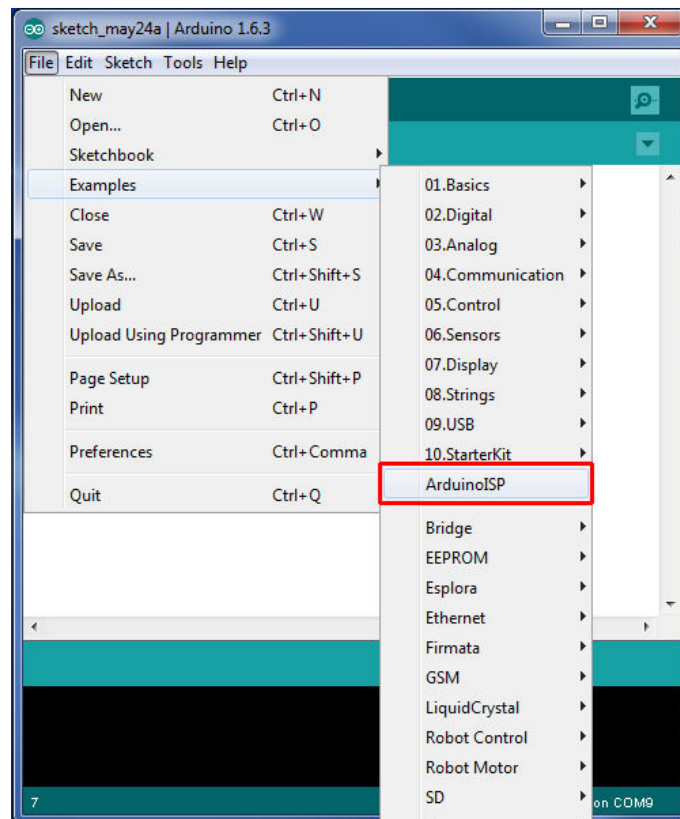 sketch_may24a | Arduino 1.6.3
File Edit Sketch Tools Help
New Ctrl+N
Open... Ctrl+O
Sketchbook
Examples
Close Ctrl+W
Save Ctrl+S
Save As... Ctrl+Shift+S
Upload Ctrl+U
Upload Using Programmer Ctrl+Shift+U
Page Setup Ctrl+Shift+P
Print Ctrl+P
Preferences Ctrl+Comma
Quit Ctrl+Q
01.Basics
02.Digital
03.Analog
04.Communication
05.Control
06.Sensors
07.Display
08.Strings
09.USB
10.StarterKit
ArduinoISP
Bridge
EEPROM
Esplora
Ethernet
Firmata
GSM
LiquidCrystal
Robot Control
Robot Motor
SD
7 on COM9